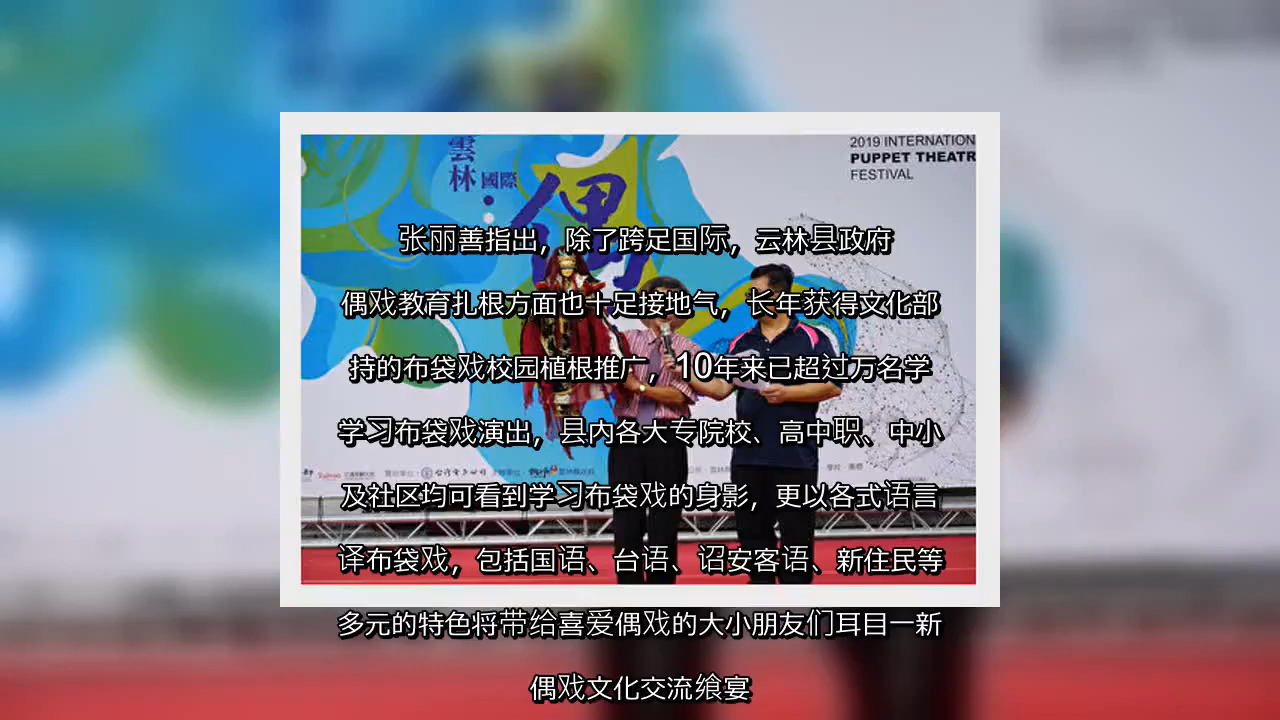 雲林
國際
偶
2019 INTERNATION
PUPPET THEATR
FESTIVAL
张丽善指出，除了跨足国际，云林县政府
偶戏教育扎根方面也十足接地气，长年获得文化部
持的布袋戏校园植根推广，10年来已超过万名学
学习布袋戏演出，县内各大专院校、高中职、中小
及社区均可看到学习布袋戏的身影，更以各式语言
译布袋戏，包括国语、台语、诏安客语、新住民等
多元的特色将带给喜爱偶戏的大小朋友们耳目一新
偶戏文化交流飨宴